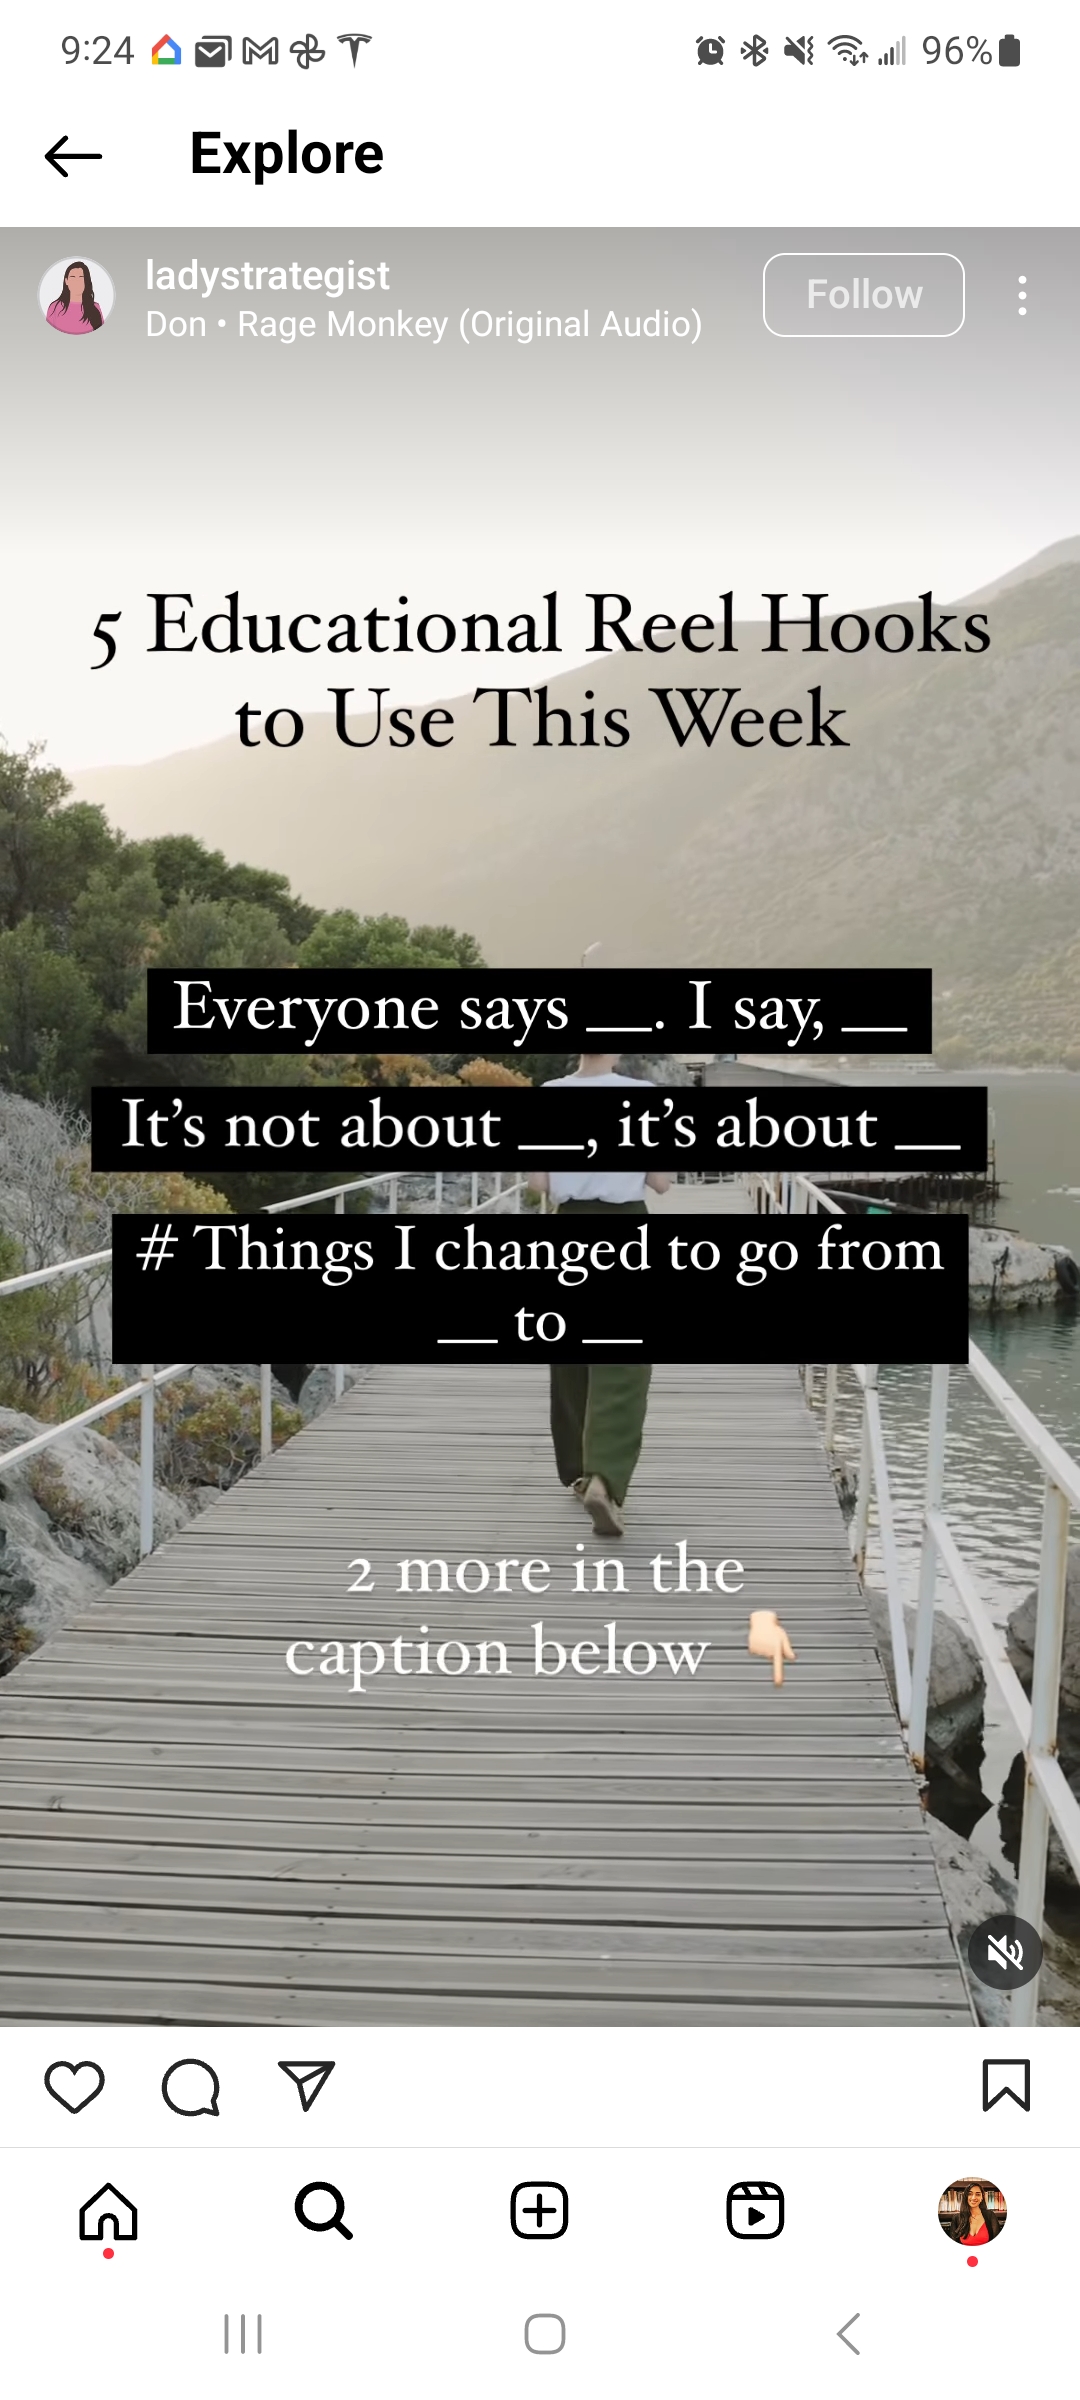 9:24
96%
Explore
ladystrategist
Don • Rage Monkey (Original Audio)
Follow
5 Educational Reel Hooks
to Use This Week
Everyone says __. I say, __
It's not about __, it's about __
# Things I changed to go from
__ to __
2 more in the
caption below 👇🏻